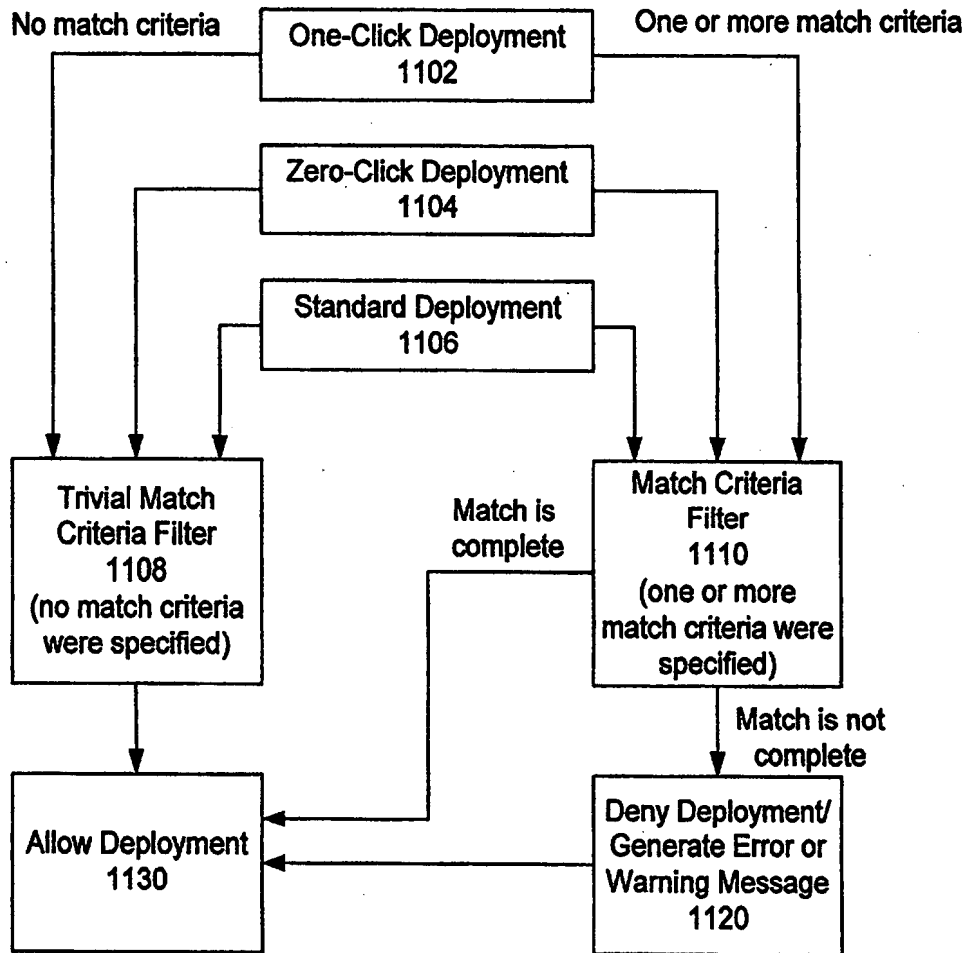 No match criteria
One-Click Deployment
1102
One or more match criteria
Zero-Click Deployment
1104
Standard Deployment
1106
Trivial Match
Criteria Filter
1108
(no match criteria
were specified)
Match is
complete
Match Criteria
Filter
1110
(one or more
match criteria were
specified)
Match is not
complete
Allow Deployment
1130
Deny Deployment/
Generate Error or
Warning Message
1120